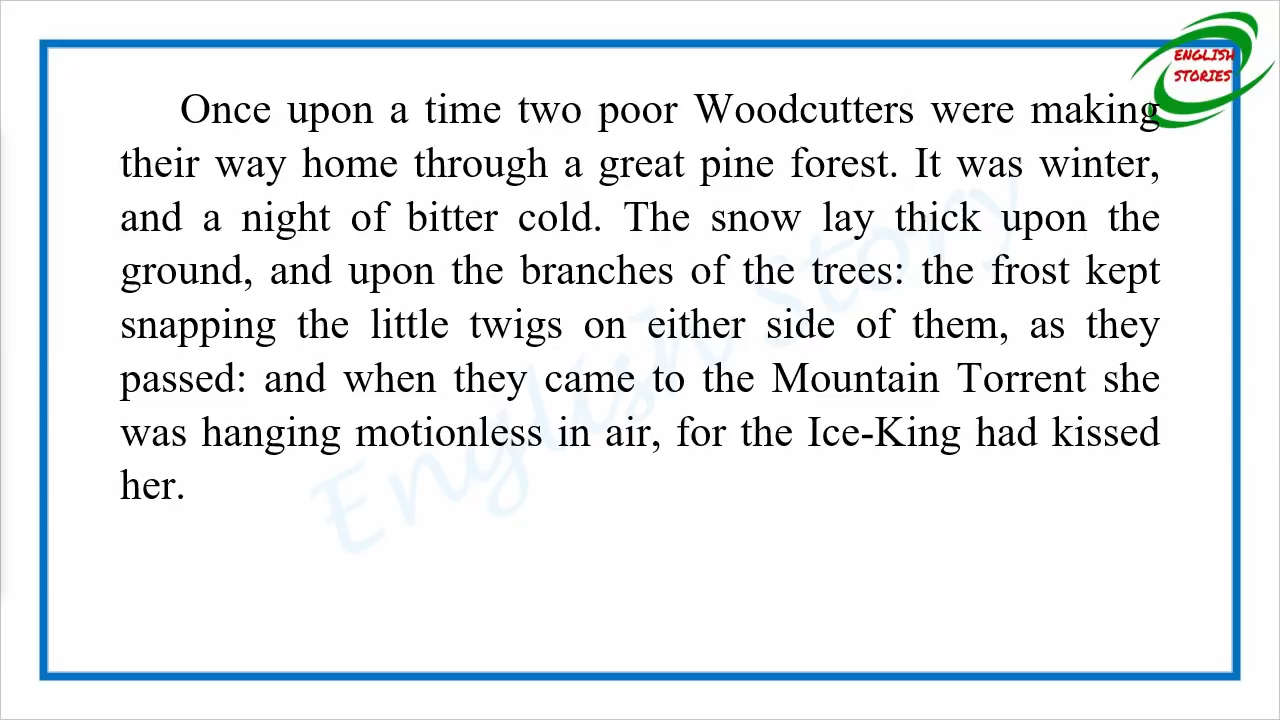 ENGLISH
STORIES
Once upon a time two poor Woodcutters were making
their way home through a great pine forest. It was winter,
and a night of bitter cold. The snow lay thick upon the
ground, and upon the branches of the trees: the frost kept
snapping the little twigs on either side of them, as they
passed: and when they came to the Mountain Torrent she
was hanging motionless in air, for the Ice-King had kissed
her.
English Story